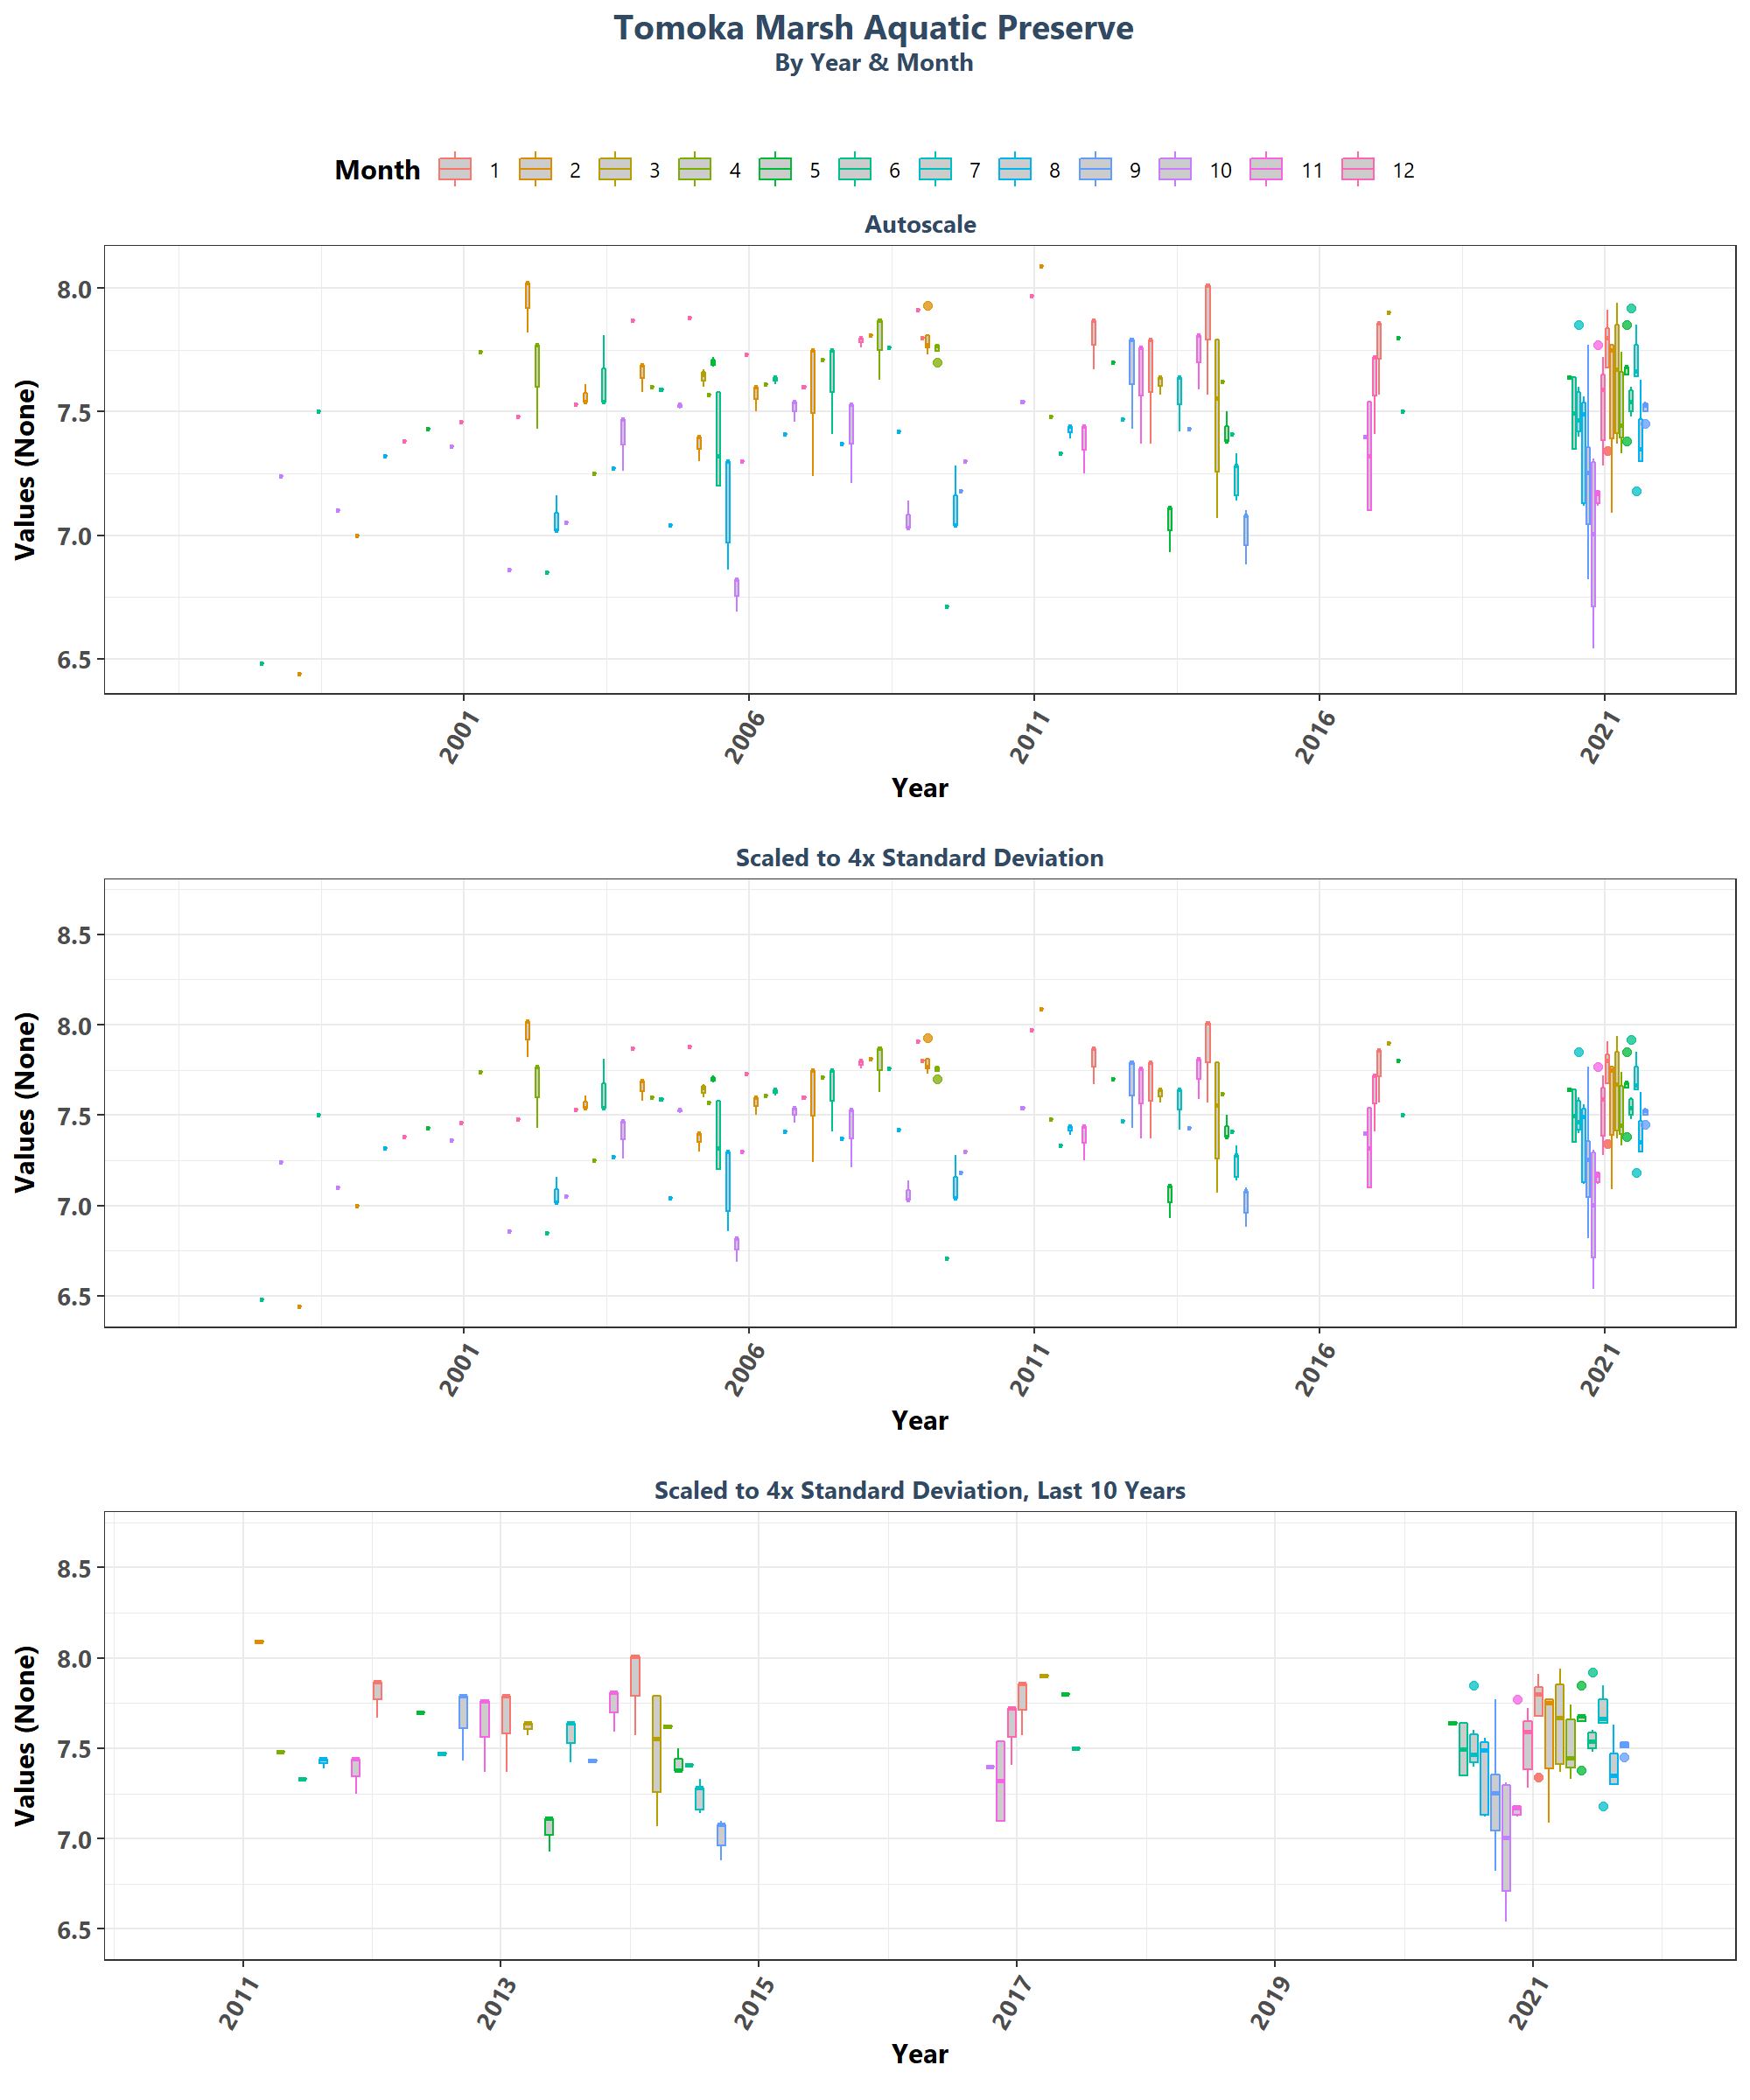 Tomoka Marsh Aquatic Preserve
By Year & Month
Month 1 2 3 4 5 6 7 8 9 10 11 12
Autoscale
Values (None)
8.0
7.5
7.0
6.5
2001 2006 2011 2016 2021
Year
Scaled to 4x Standard Deviation
Values (None)
8.5
8.0
7.5
7.0
6.5
2001 2006 2011 2016 2021
Year
Scaled to 4x Standard Deviation, Last 10 Years
Values (None)
8.5
8.0
7.5
7.0
6.5
2011 2013 2015 2017 2019 2021
Year